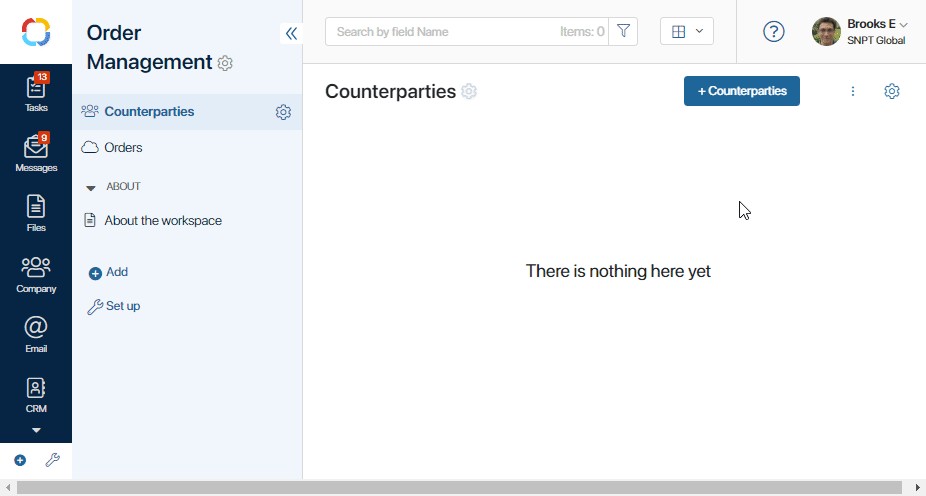 Order
Management
Search by field Name
Items: 0
?
Brooks E
SNPT Global
13
Tasks
9
Messages
Files
Company
@
Email
CRM
Counterparties
Orders
ABOUT
About the workspace
Add
Set up
Counterparties
+ Counterparties
There is nothing here yet